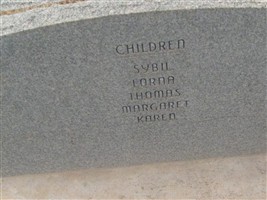 CHILDREN
SYBIL
LORNA
THOMAS
MARGARET
KAREN